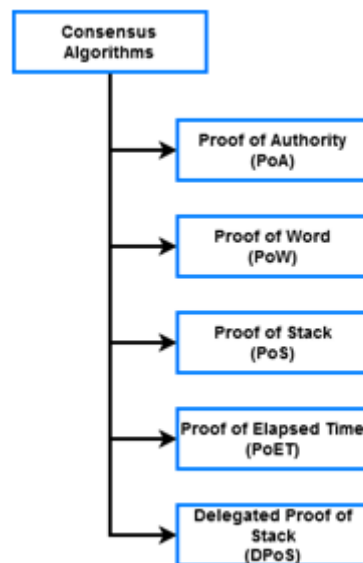 Consensus
Algorithms
Proof of Authority
(PoA)
Proof of Word
(PoW)
Proof of Stack
(PoS)
Proof of Elapsed Time
(PoET)
Delegated Proof of
Stack
(DPoS)